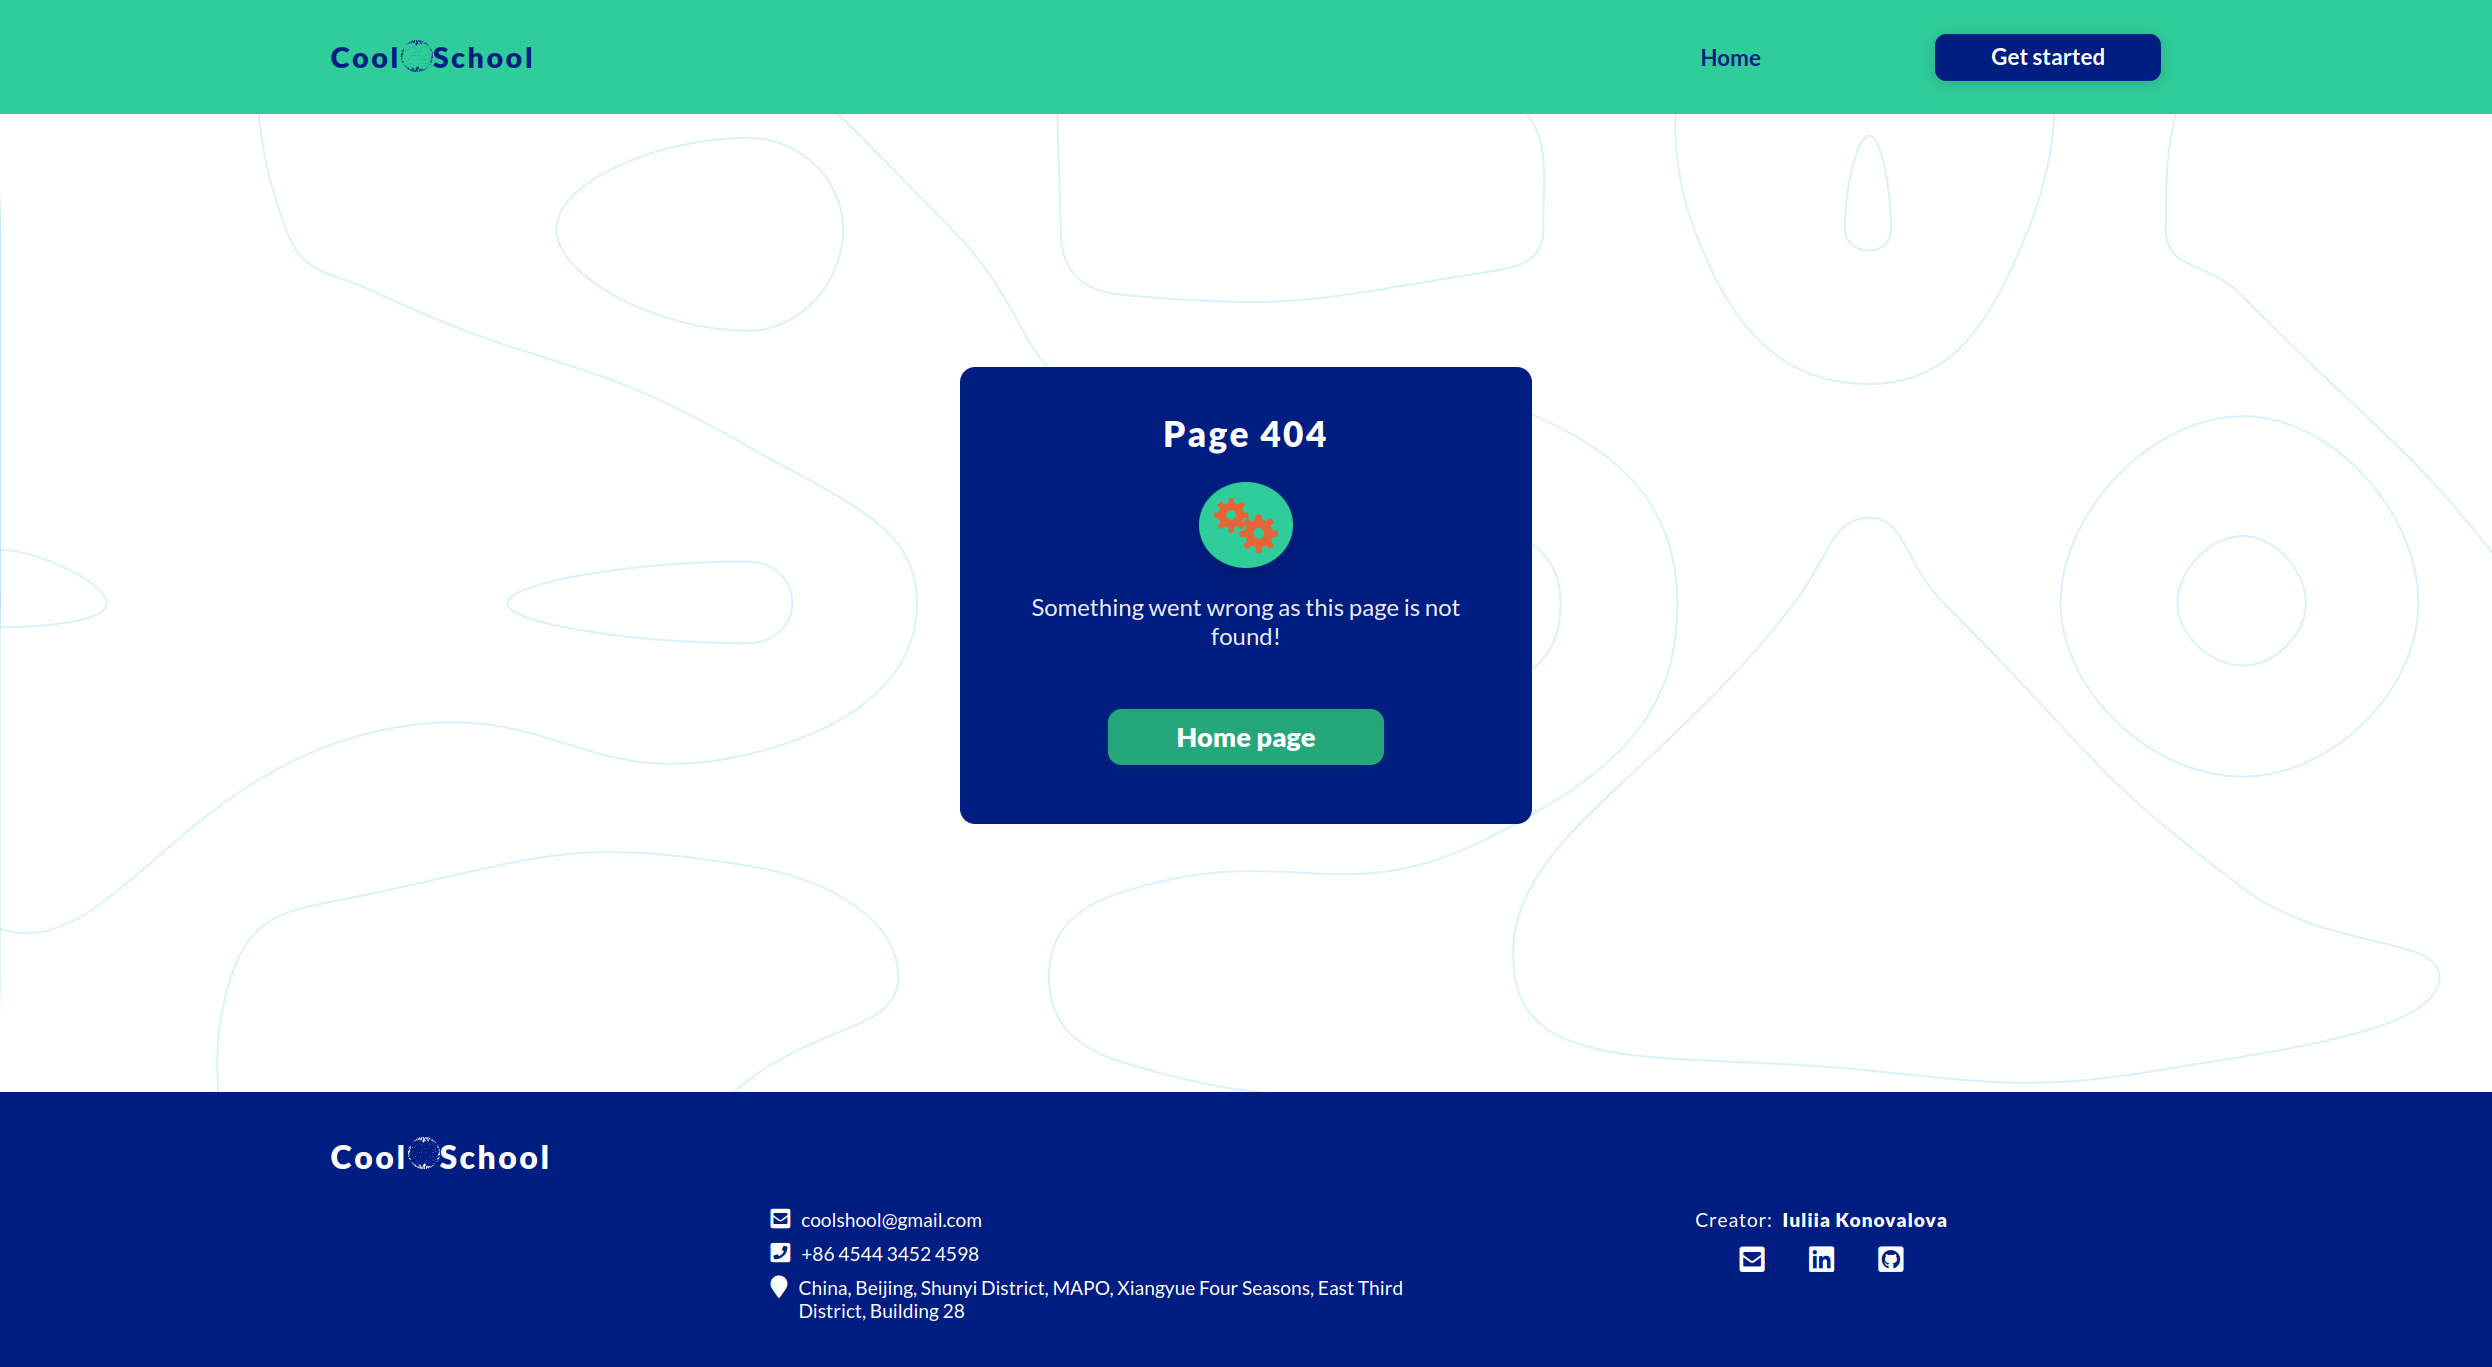 Cool School
Home
Get started
Page 404
Something went wrong as this page is not
found!
Home page
Cool School
coolshool@gmail.com
+86 4544 3452 4598
China, Beijing, Shunyi District, MAPO, Xiangyue Four Seasons, East Third
District, Building 28
Creator: Iuliia Konovalova